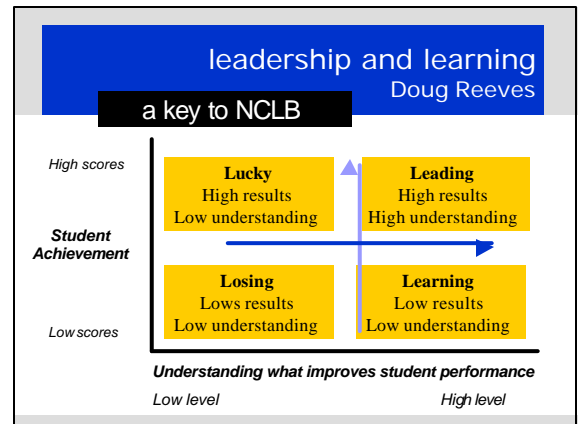 leadership and learning
Doug Reeves
a key to NCLB
High scores
Student
Achievement
Low scores
Lucky
High results
Low understanding
Leading
High results
High understanding
Losing
Lows results
Low understanding
Learning
Low results
Low understanding
Understanding what improves student performance
Low level
High level